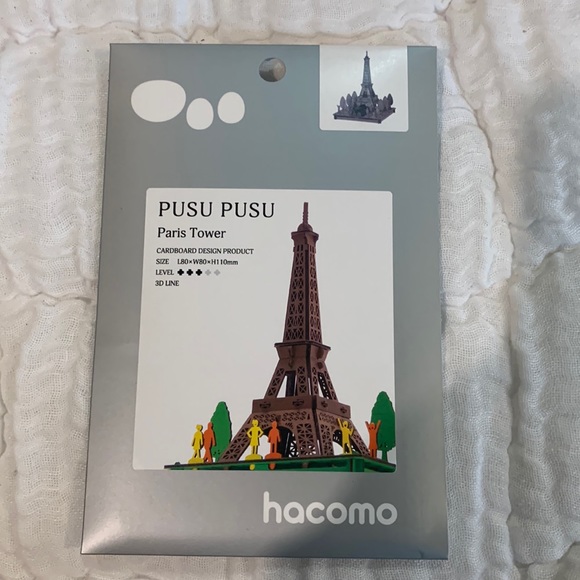 PUSU PUSU
Paris Tower
CARDBOARD DESIGN PRODUCT
SIZE L80×W80×H110mm
LEVEL
3D LINE
hacomo